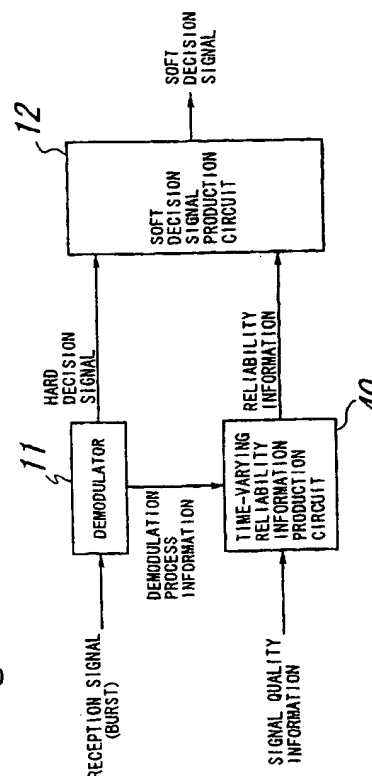 RECEPTION SIGNAL
(BURST)
11
DEMODULATOR
HARD
DECISION
SIGNAL
12
SOFT
DECISION
SIGNAL
PRODUCTION
CIRCUIT
SOFT
DECISION
SIGNAL
DEMODULATION
PROCESS
INFORMATION
SIGNAL QUALITY
INFORMATION
TIME-VARYING
RELIABILITY
INFORMATION
PRODUCTION
CIRCUIT
RELIABILITY
INFORMATION